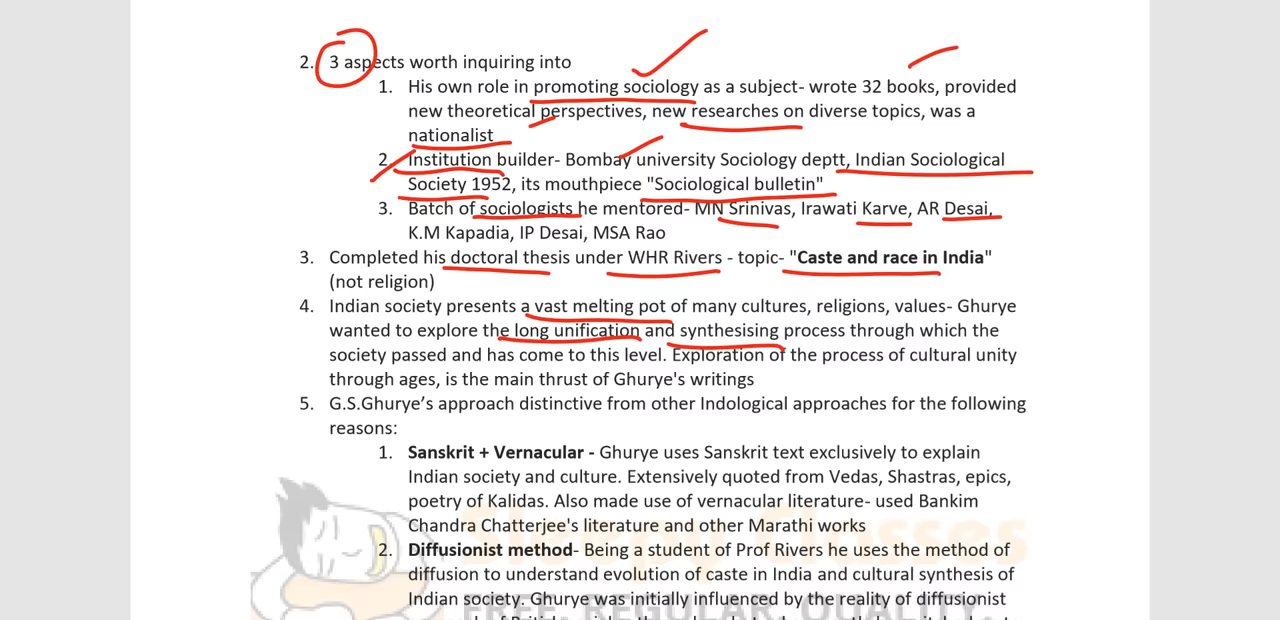 2. 3 aspects worth inquiring into
1. His own role in promoting sociology as a subject- wrote 32 books, provided
new theoretical perspectives, new researches on diverse topics, was a
nationalist
2. Institution builder- Bombay university Sociology deptt, Indian Sociological
Society 1952, its mouthpiece "Sociological bulletin"
3. Batch of sociologists he mentored- MN Srinivas, Irawati Karve, AR Desai,
K.M Kapadia, IP Desai, MSA Rao
3. Completed his doctoral thesis under WHR Rivers - topic- "Caste and race in India"
(not religion)
4. Indian society presents a vast melting pot of many cultures, religions, values- Ghurye
wanted to explore the long unification and synthesising process through which the
society passed and has come to this level. Exploration of the process of cultural unity
through ages, is the main thrust of Ghurye's writings
5. G.S.Ghurye’s approach distinctive from other Indological approaches for the following
reasons:
1. Sanskrit + Vernacular - Ghurye uses Sanskrit text exclusively to explain
Indian society and culture. Extensively quoted from Vedas, Shastras, epics,
poetry of Kalidas. Also made use of vernacular literature- used Bankim
Chandra Chatterjee's literature and other Marathi works
2. Diffusionist method- Being a student of Prof Rivers he uses the method of
diffusion to understand evolution of caste in India and cultural synthesis of
Indian society. Ghurye was initially influenced by the reality of diffusionist
FREE, REGULAR, QUALITY